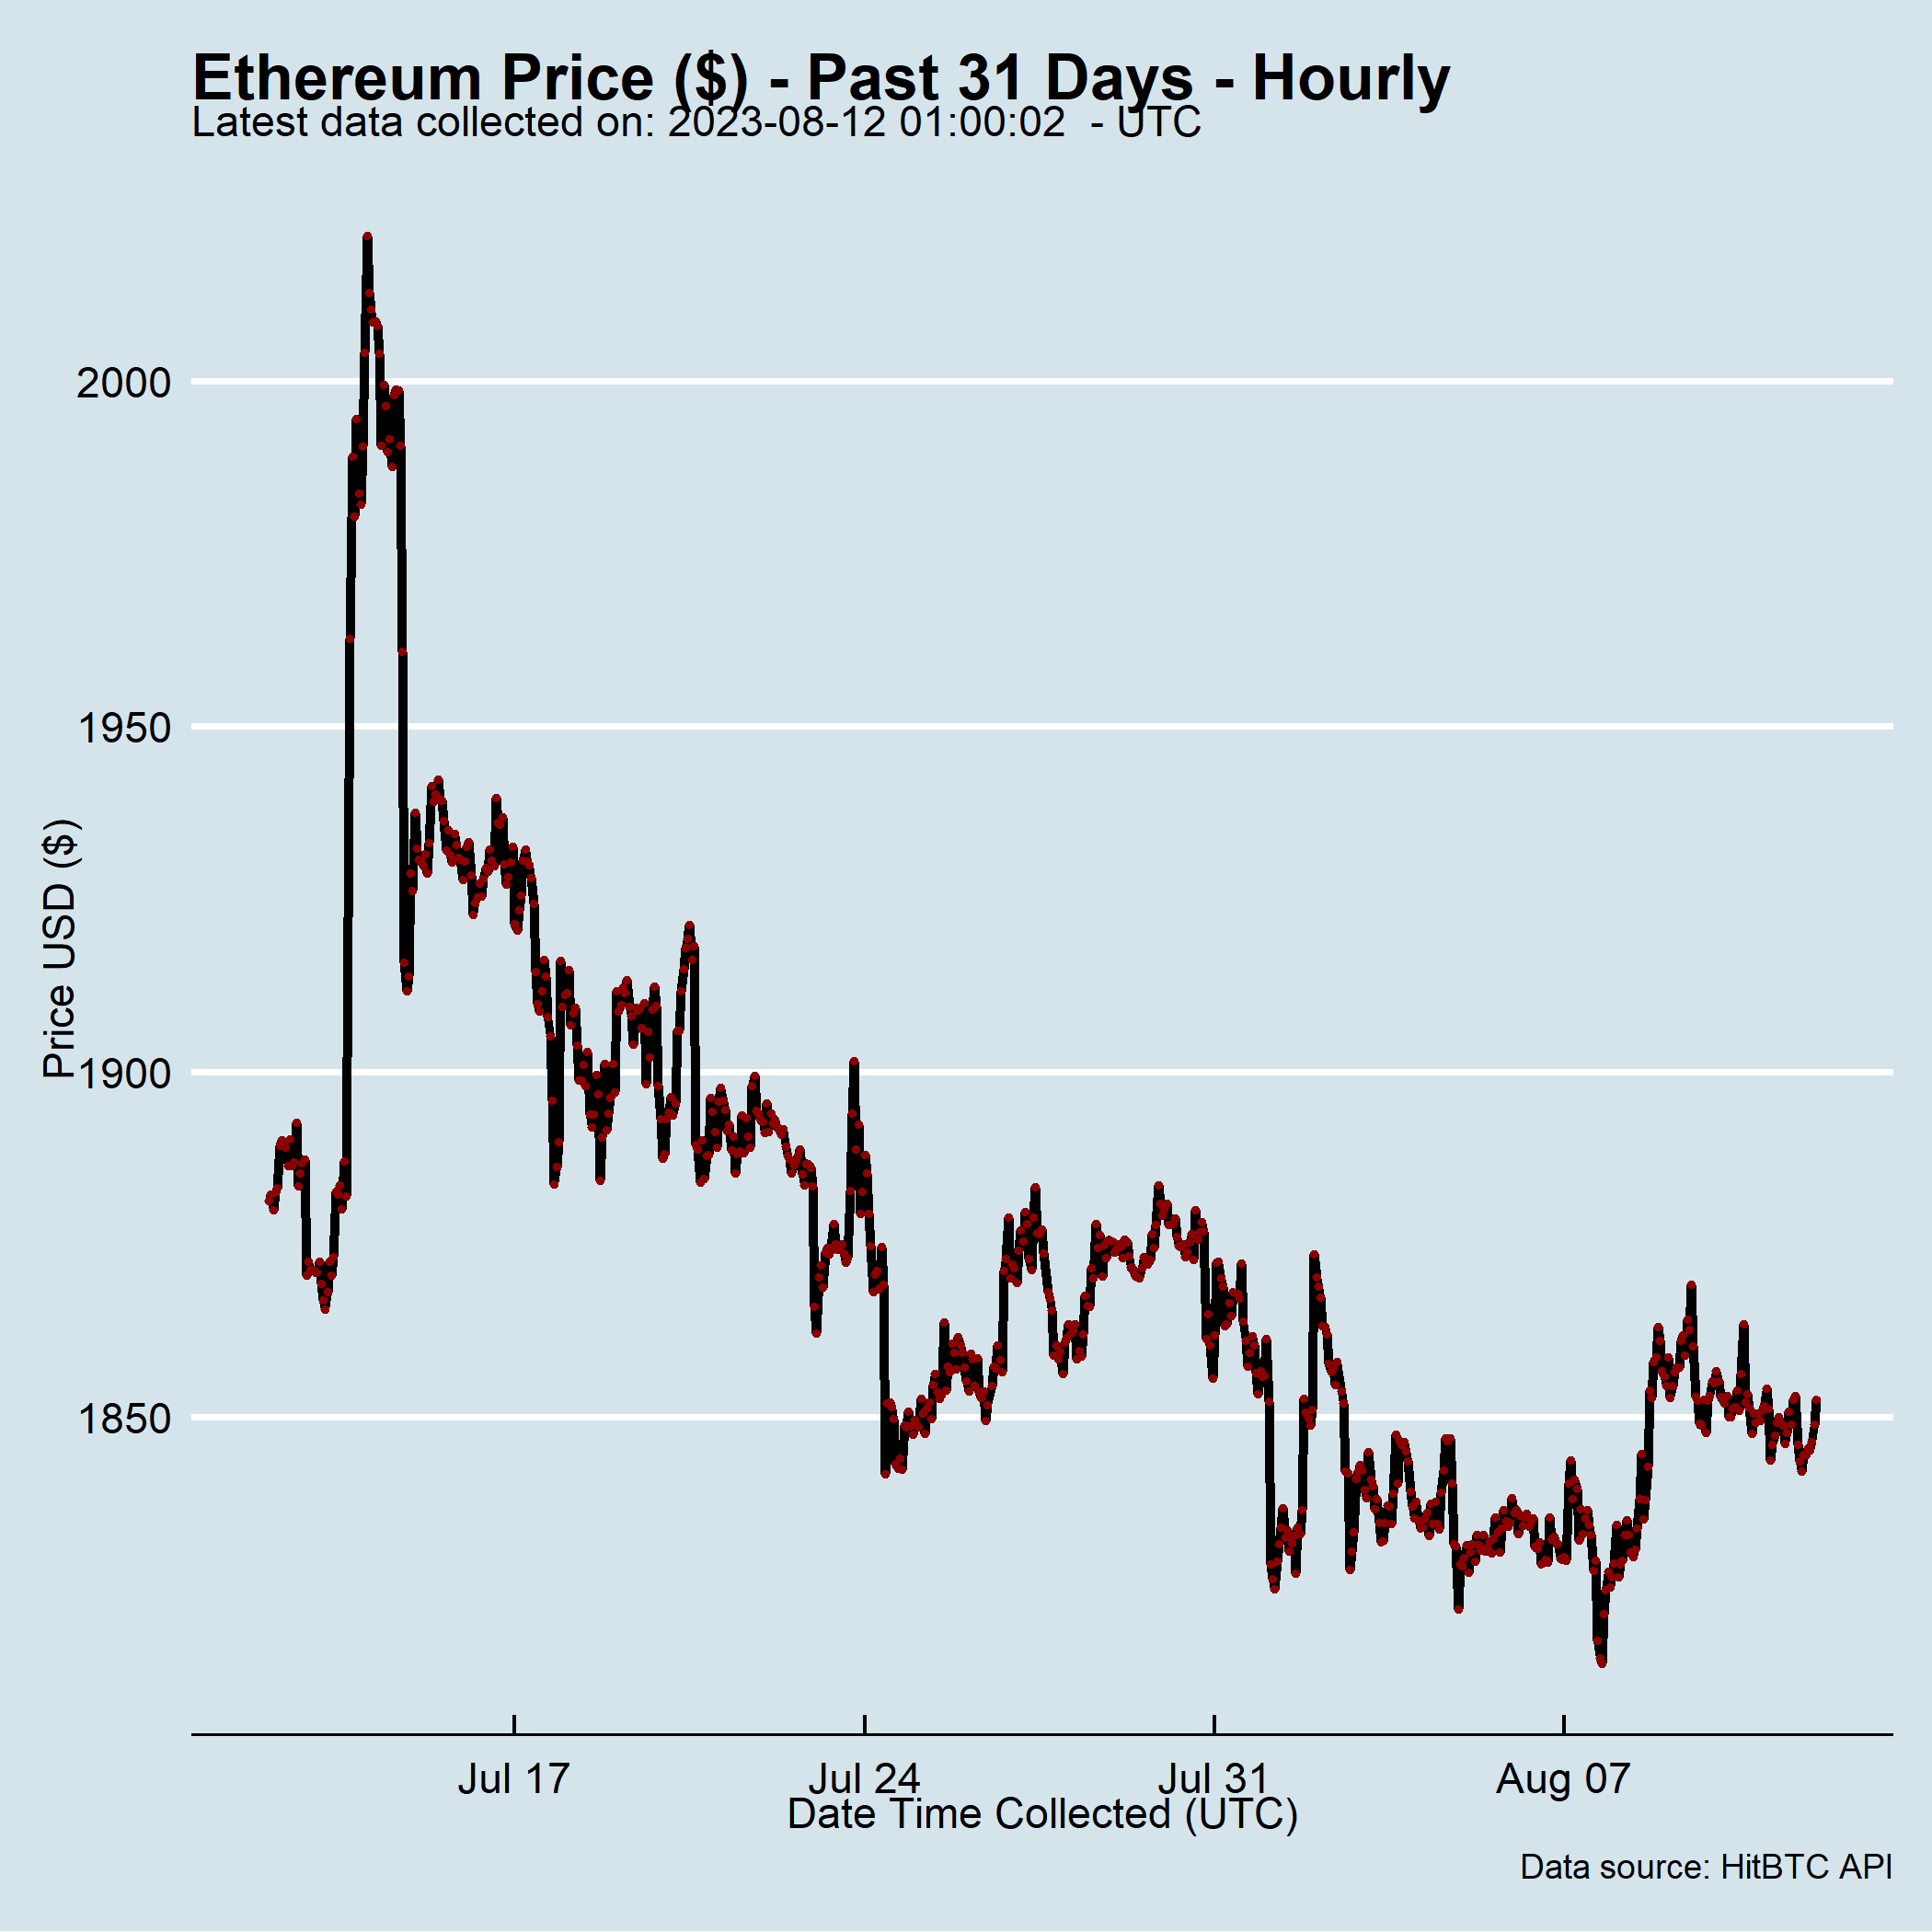 Ethereum Price ($) - Past 31 Days - Hourly
Latest data collected on: 2023-08-12 01:00:02  - UTC
2000
1950
1900
1850
Price USD ($)
Jul 17
Jul 24
Jul 31
Aug 07
Date Time Collected (UTC)
Data source: HitBTC API